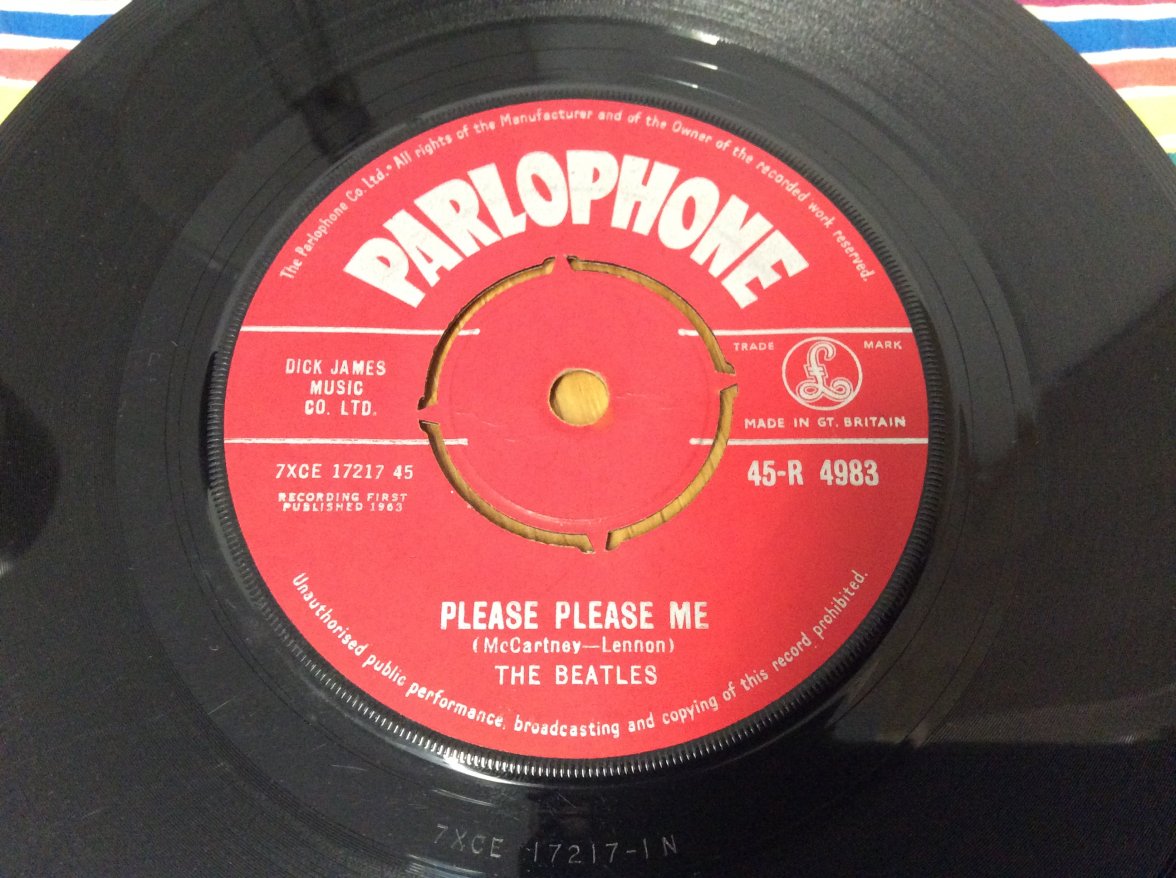 The Parlophone Co. Ltd. • All rights of the Manufacturer and of the Owner of the recorded work reserved.
PARLOPHONE
DICK JAMES
MUSIC
CO. LTD.
TRADE MARK
£
MADE IN GT. BRITAIN
7XCE 17217 45
RECORDING FIRST
PUBLISHED 1963
45-R 4983
PLEASE PLEASE ME
(McCartney—Lennon)
THE BEATLES
Unauthorised public performance, broadcasting and copying of this record prohibited.
7XCE 17217-1N